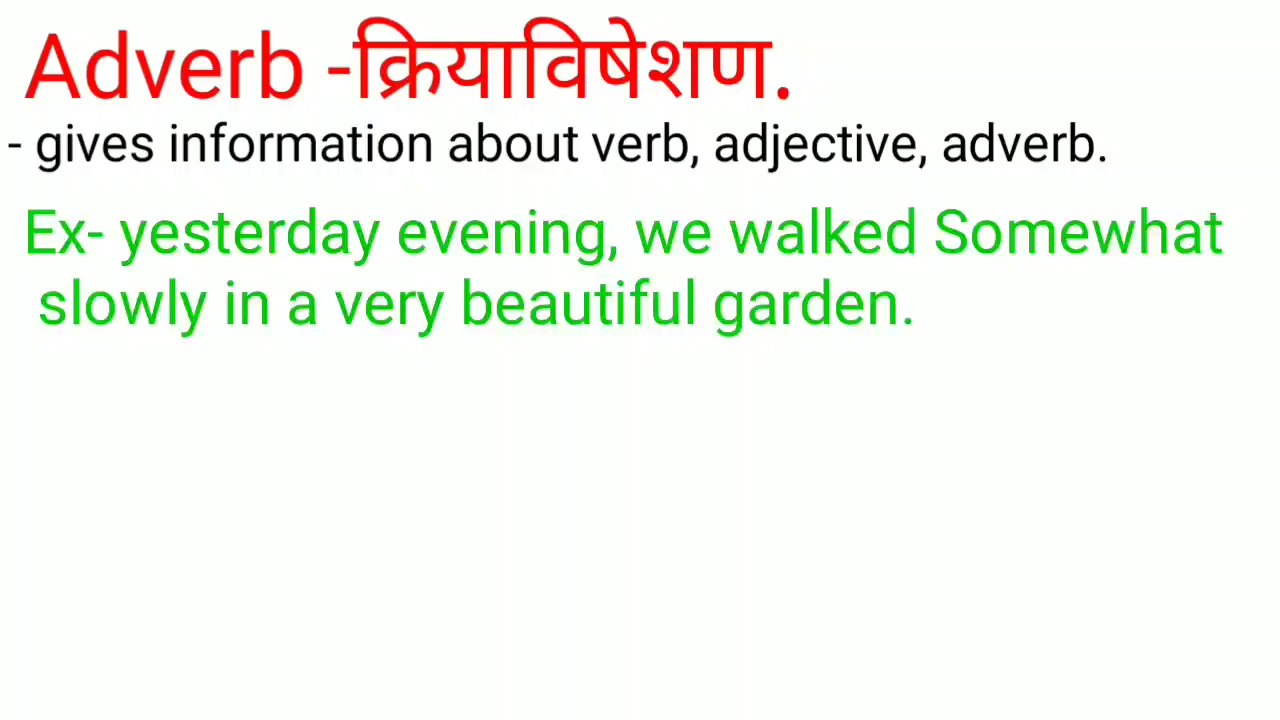 Adverb -क्रियाविषेशण.
- gives information about verb, adjective, adverb.
Ex- yesterday evening, we walked Somewhat
slowly in a very beautiful garden.